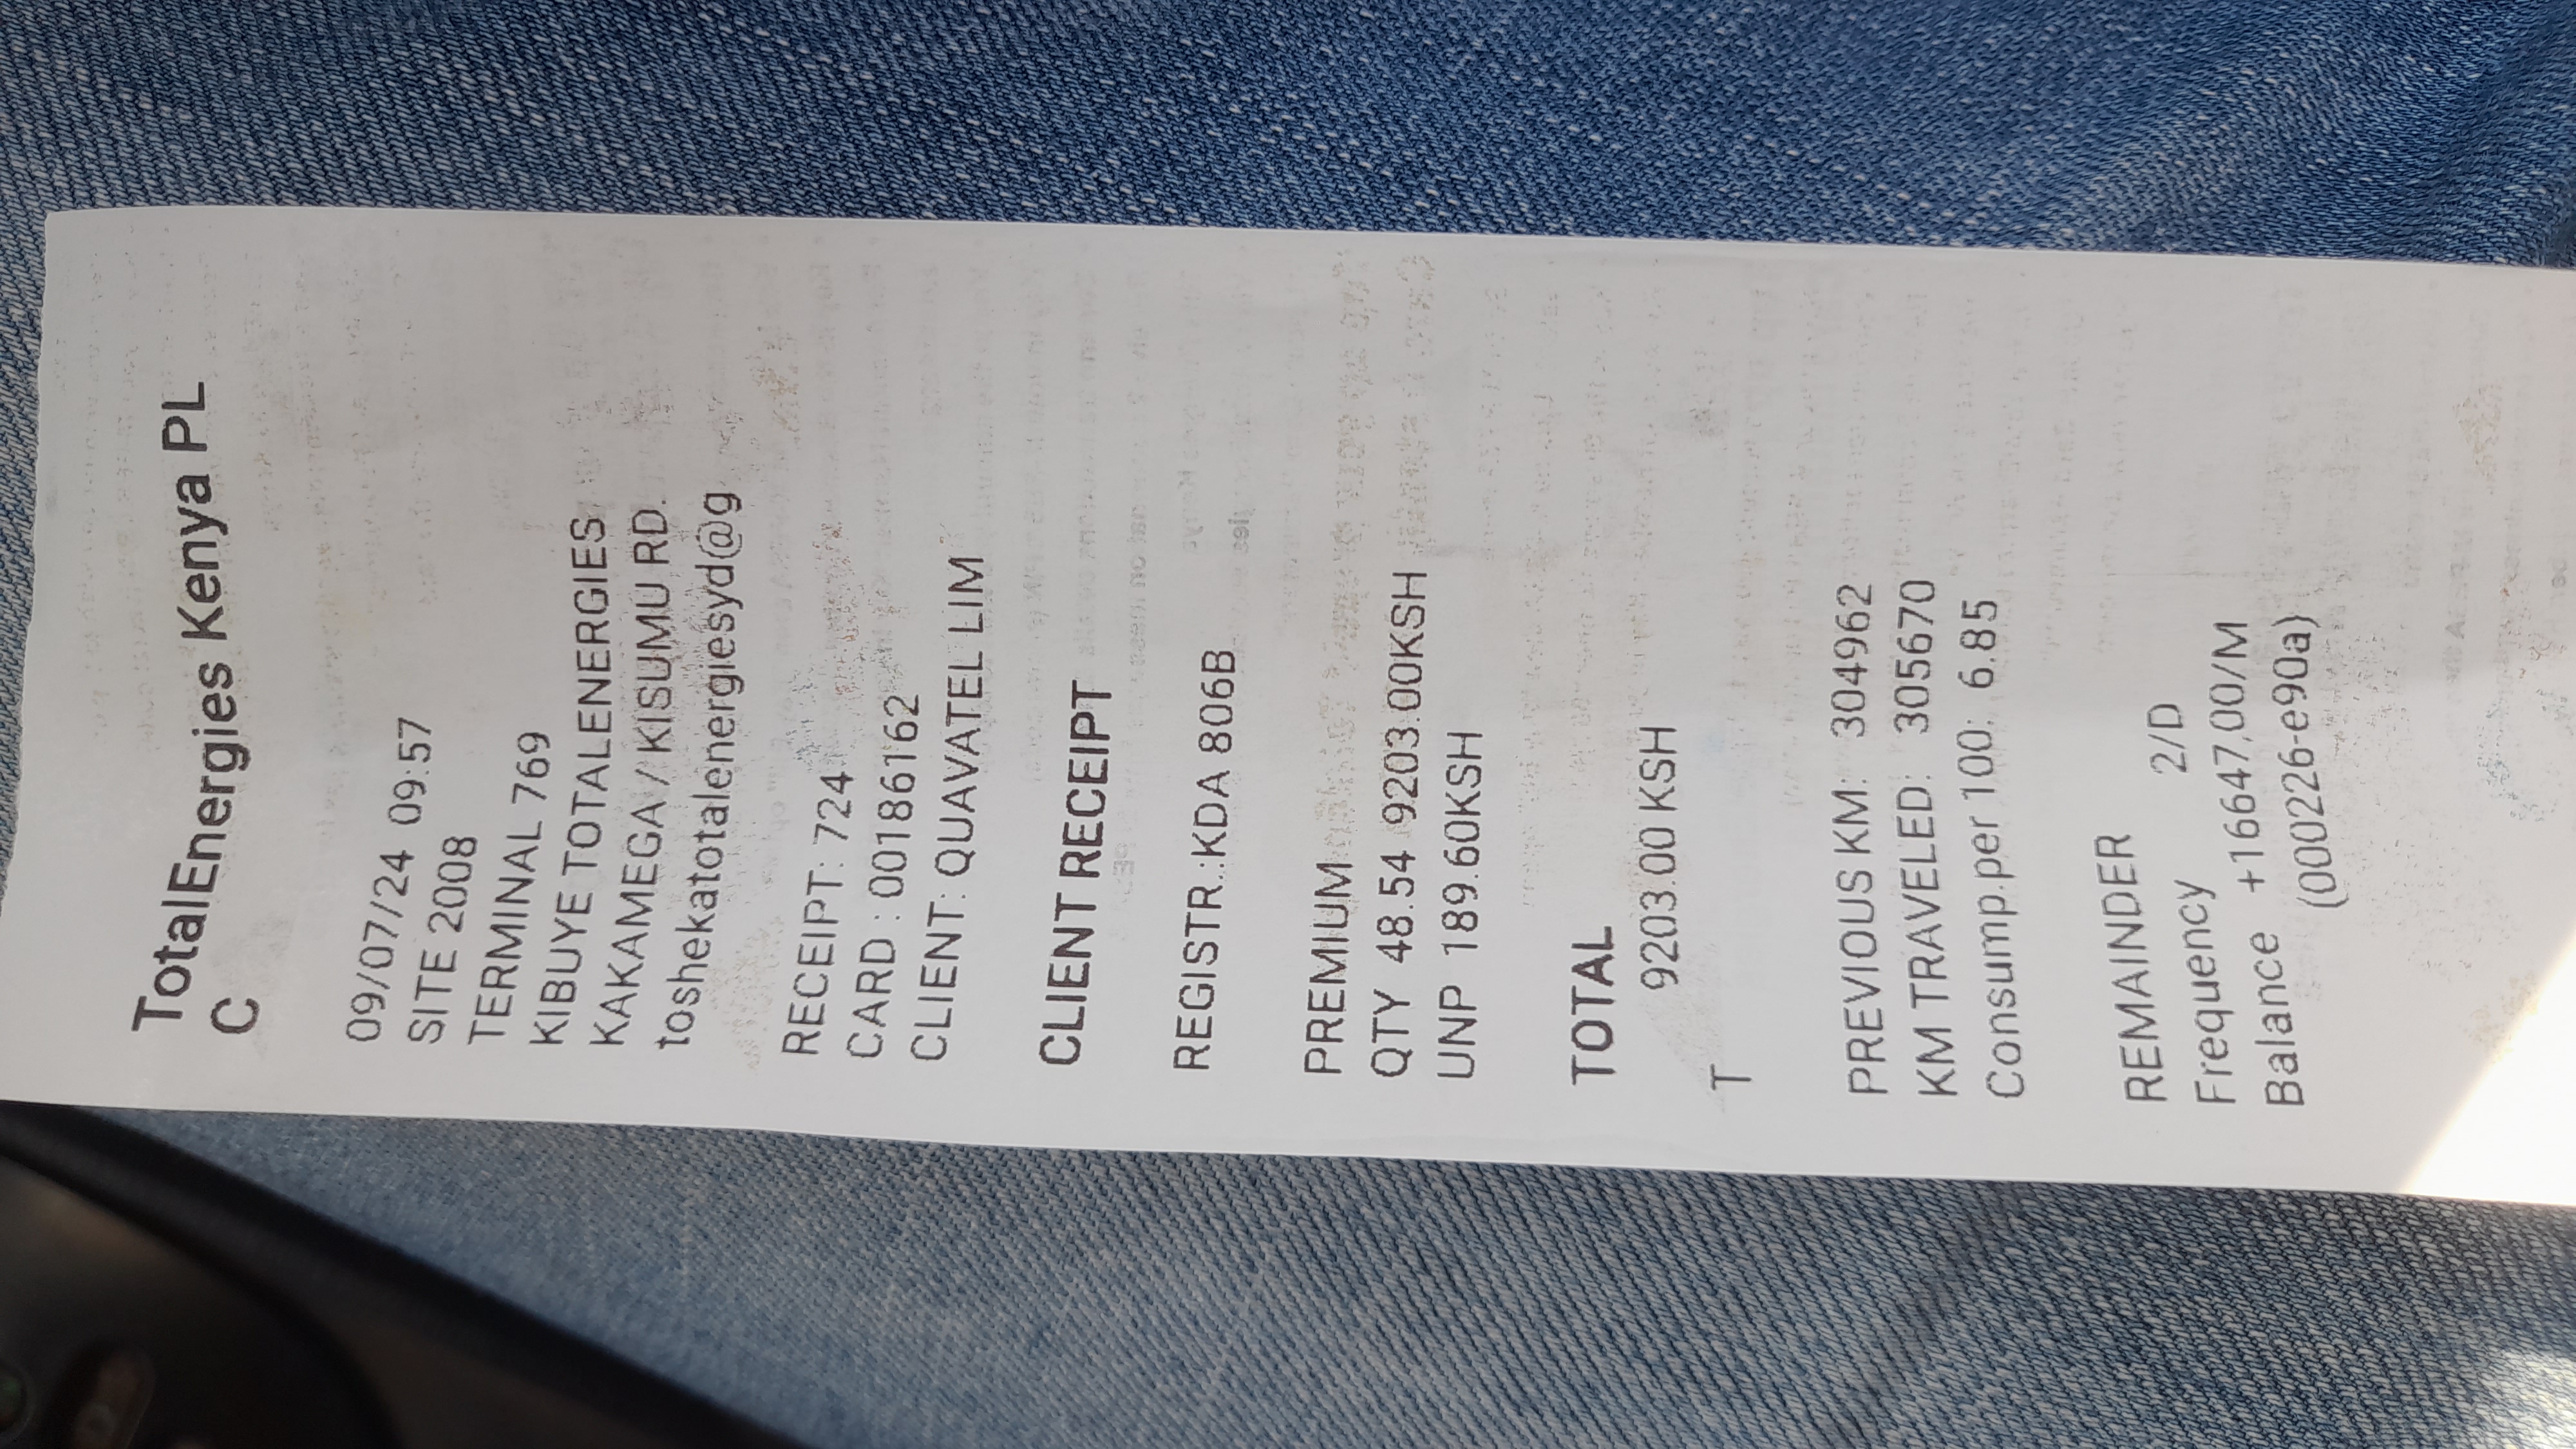 TotalEnergies Kenya PL
C
09/07/24 09:57
SITE 2008
TERMINAL 769
KIBUYE TOTALENERGIES
KAKAMEGA / KISUMU RD.
toshekatotalenergiesyd@g
RECEIPT: 724
CARD : 00186162
CLIENT: QUAVATEL LIM
CLIENT RECEIPT
REGISTR.:KDA 806B
PREMIUM
QTY 48.54 9203.00KSH
UNP 189.60KSH
TOTAL
9203.00 KSH
T
PREVIOUS KM: 304962
KM TRAVELED: 305670
Consump.per 100: 6.85
REMAINDER
Frequency 2/D
Balance +16647,00/M
(000226-e90a)